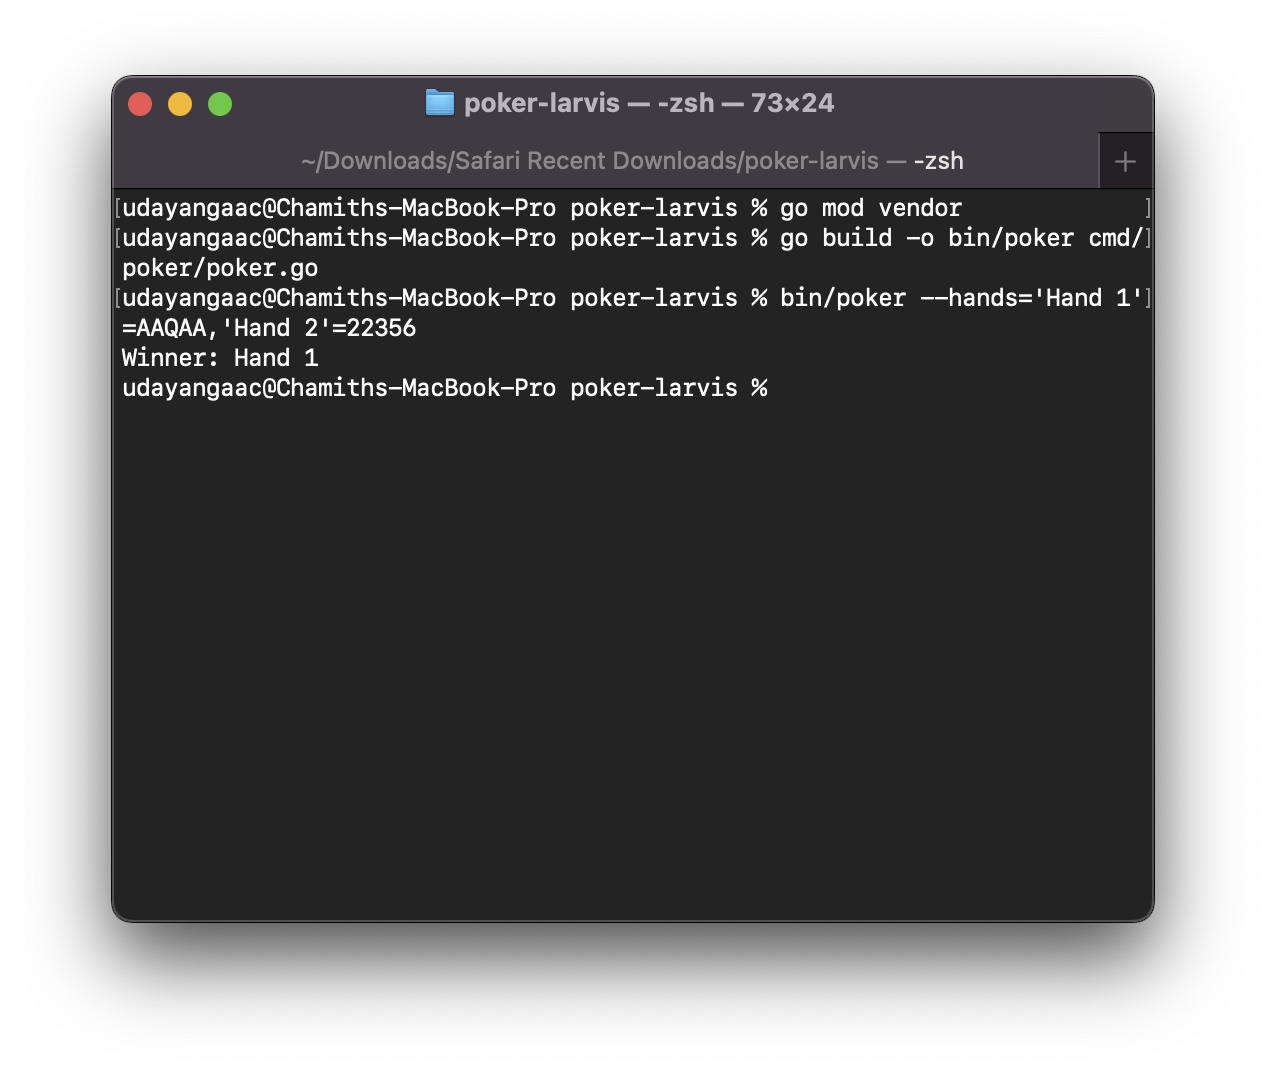 poker-larvis — -zsh — 73×24
~/Downloads/Safari Recent Downloads/poker-larvis — -zsh +
[udayangaac@Chamiths-MacBook-Pro poker-larvis % go mod vendor ]
[udayangaac@Chamiths-MacBook-Pro poker-larvis % go build -o bin/poker cmd/]
poker/poker.go
[udayangaac@Chamiths-MacBook-Pro poker-larvis % bin/poker --hands='Hand 1']
=AAQAA,'Hand 2'=22356
Winner: Hand 1
udayangaac@Chamiths-MacBook-Pro poker-larvis %